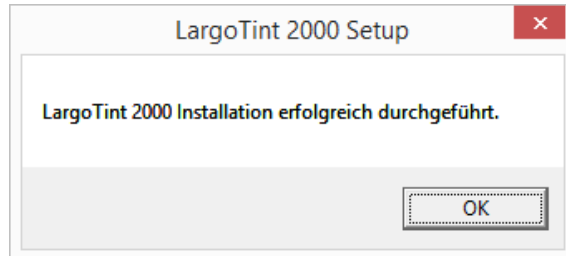 LargoTint 2000 Setup
LargoTint 2000 Installation erfolgreich durchgeführt.
OK